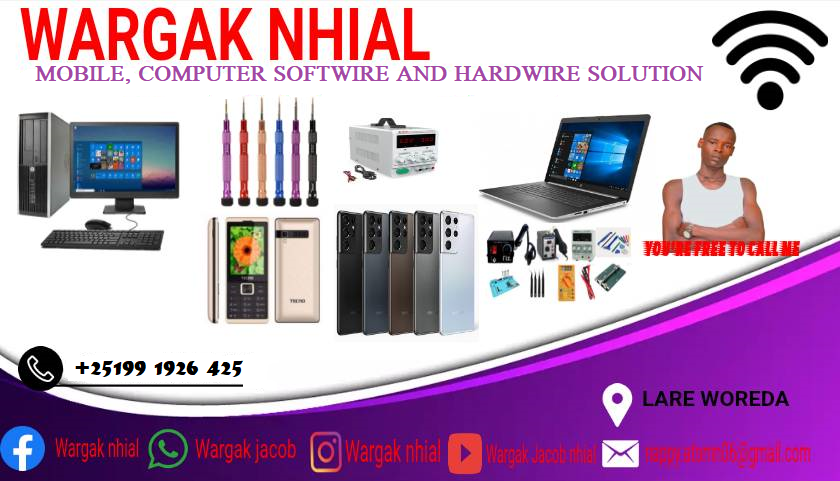 WARGAK NHIAL
MOBILE, COMPUTER SOFTWIRE AND HARDWIRE SOLUTION
TECNO
YOU'RE FREE TO CALL ME
+25199 1926 425
LARE WOREDA
Wargak nhial
Wargak jacob
Wargak nhial
Wargak Jacob nhial